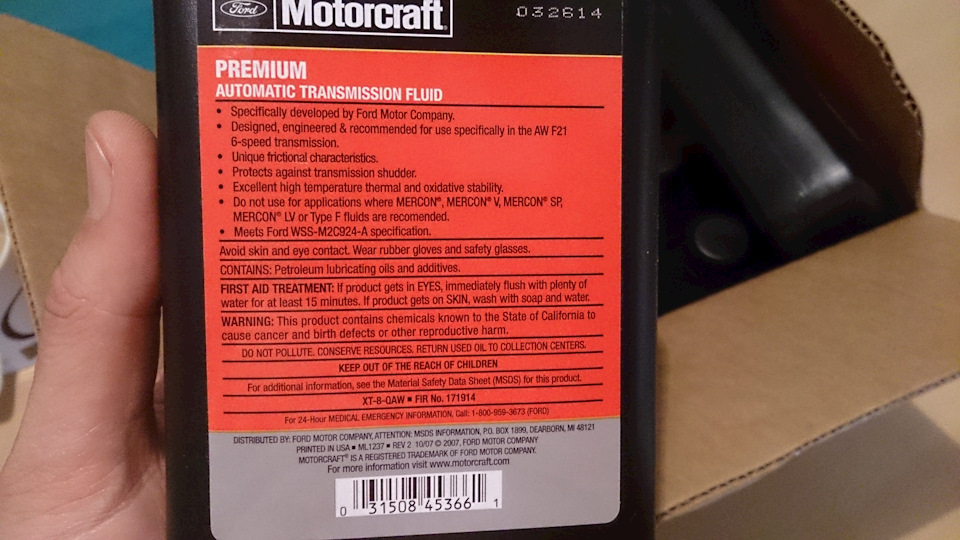 Ford Motorcraft® 032614
PREMIUM
AUTOMATIC TRANSMISSION FLUID
• Specifically developed by Ford Motor Company.
• Designed, engineered & recommended for use specifically in the AW F21
6-speed transmission.
• Unique frictional characteristics.
• Protects against transmission shudder.
• Excellent high temperature thermal and oxidative stability.
• Do not use for applications where MERCON®, MERCON® V, MERCON® SP,
MERCON® LV or Type F fluids are recomended.
• Meets Ford WSS-M2C924-A specification.
Avoid skin and eye contact. Wear rubber gloves and safety glasses.
CONTAINS: Petroleum lubricating oils and additives.
FIRST AID TREATMENT: If product gets in EYES, immediately flush with plenty of
water for at least 15 minutes. If product gets on SKIN, wash with soap and water.
WARNING: This product contains chemicals known to the State of California to
cause cancer and birth defects or other reproductive harm.
DO NOT POLLUTE. CONSERVE RESOURCES. RETURN USED OIL TO COLLECTION CENTERS.
KEEP OUT OF THE REACH OF CHILDREN
For additional information, see the Material Safety Data Sheet (MSDS) for this product.
XT-8-QAW ■ FIR No. 171914
For 24-Hour MEDICAL EMERGENCY INFORMATION, Call: 1-800-959-3673 (FORD)
DISTRIBUTED BY: FORD MOTOR COMPANY, ATTENTION: MSDS INFORMATION, P.O. BOX 1899, DEARBORN, MI 48121
PRINTED IN USA ■ ML1237 ■ REV 2 10/07 © 2007, FORD MOTOR COMPANY
MOTORCRAFT® IS A REGISTERED TRADEMARK OF FORD MOTOR COMPANY.
For more information visit www.motorcraft.com
0 31508 45366 1